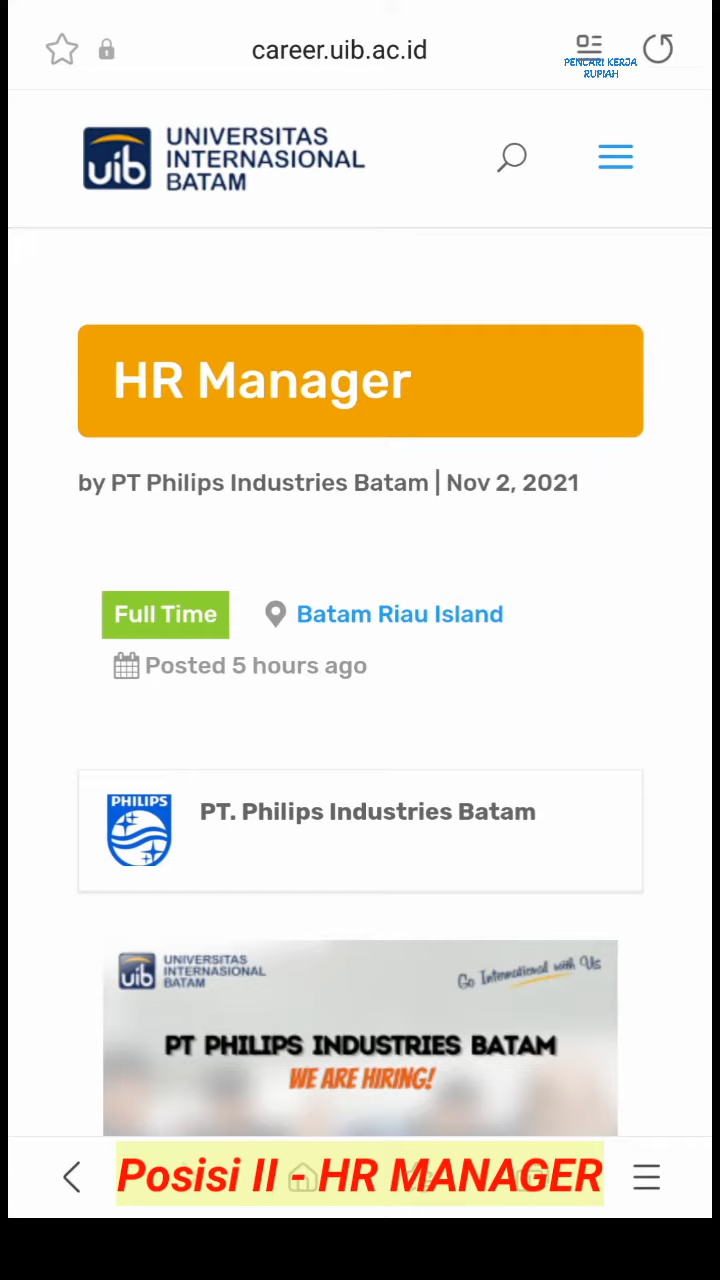 career.uib.ac.id
PENCARI KERJA
RUPIAH
uib
UNIVERSITAS
INTERNASIONAL
BATAM
HR Manager
by PT Philips Industries Batam | Nov 2, 2021
Full Time
Batam Riau Island
Posted 5 hours ago
PHILIPS
PT. Philips Industries Batam
uib
UNIVERSITAS
INTERNASIONAL
BATAM
Go International with Us
PT PHILIPS INDUSTRIES BATAM
WE ARE HIRING!
Posisi II - HR MANAGER